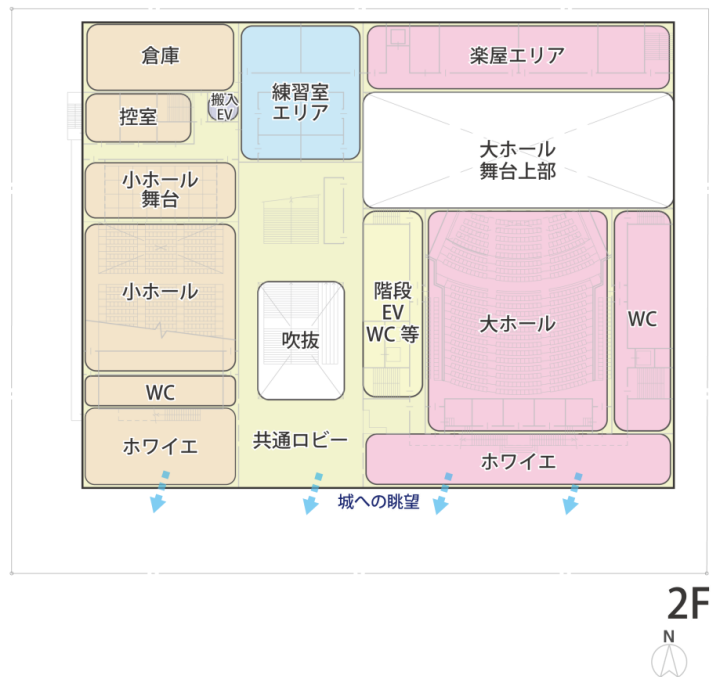 倉庫
搬入
EV
控室
練習室
エリア
楽屋エリア
大ホール
舞台上部
小ホール
舞台
小ホール
吹抜
階段
EV
WC 等
大ホール
WC
WC
ホワイエ
共通ロビー
ホワイエ
城への眺望
2F
N